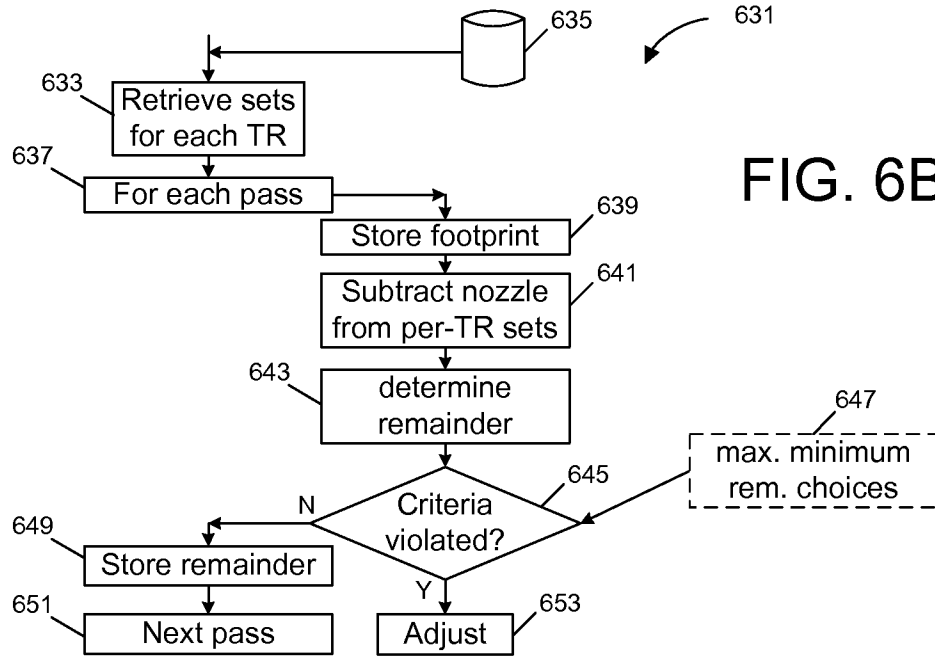 635
631
633
Retrieve sets
for each TR
637
For each pass
FIG. 6B
639
Store footprint
641
Subtract nozzle
from per-TR sets
643
determine
remainder
647
max. minimum
rem. choices
645
Criteria
violated?
N
Y
649
Store remainder
651
Next pass
653
Adjust